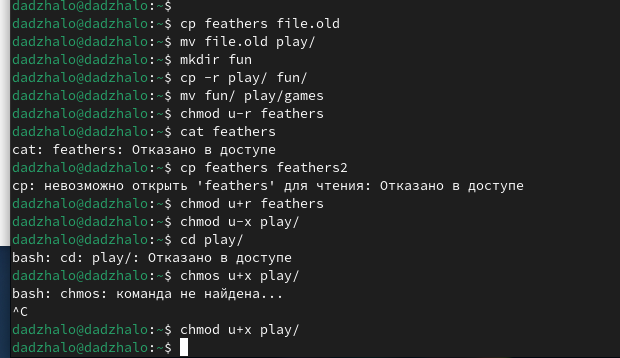 dadzhalo@dadzhalo:~$
dadzhalo@dadzhalo:~$ cp feathers file.old
dadzhalo@dadzhalo:~$ mv file.old play/
dadzhalo@dadzhalo:~$ mkdir fun
dadzhalo@dadzhalo:~$ cp -r play/ fun/
dadzhalo@dadzhalo:~$ mv fun/ play/games
dadzhalo@dadzhalo:~$ chmod u-r feathers
dadzhalo@dadzhalo:~$ cat feathers
cat: feathers: Отказано в доступе
dadzhalo@dadzhalo:~$ cp feathers feathers2
cp: невозможно открыть 'feathers' для чтения: Отказано в доступе
dadzhalo@dadzhalo:~$ chmod u+r feathers
dadzhalo@dadzhalo:~$ chmod u-x play/
dadzhalo@dadzhalo:~$ cd play/
bash: cd: play/: Отказано в доступе
dadzhalo@dadzhalo:~$ chmos u+x play/
bash: chmos: команда не найдена...
^C
dadzhalo@dadzhalo:~$ chmod u+x play/
dadzhalo@dadzhalo:~$